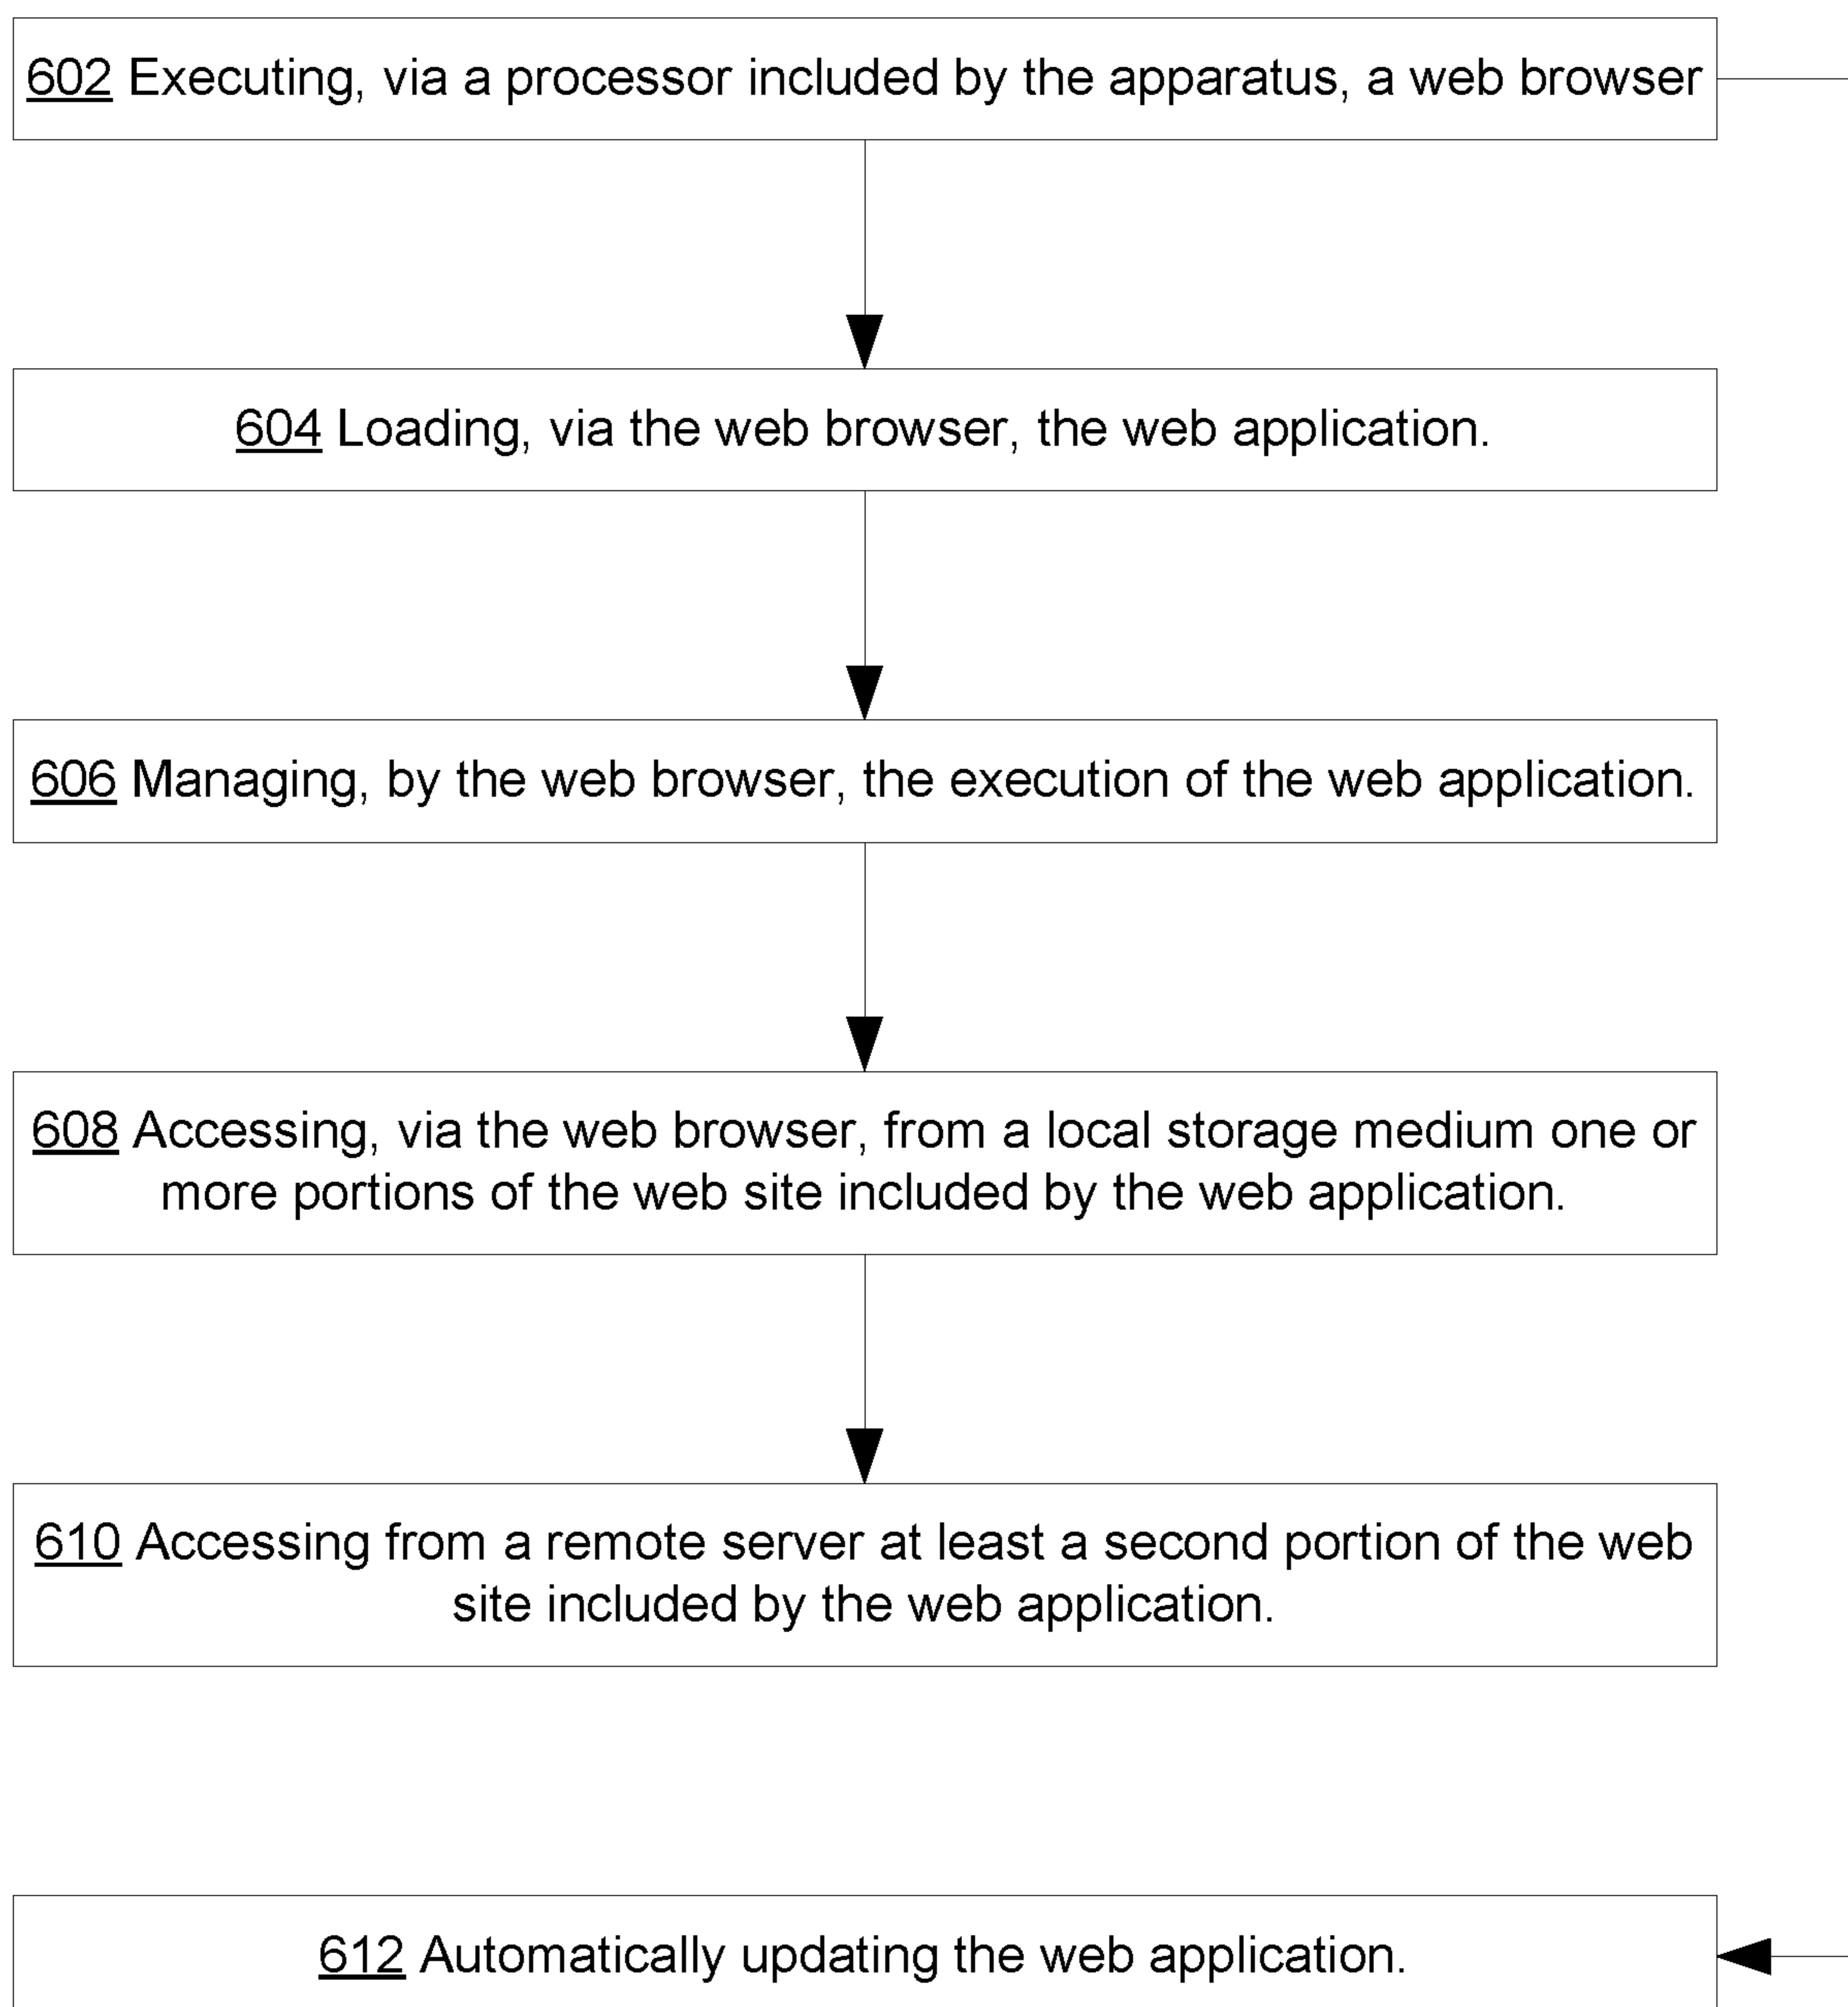 602 Executing, via a processor included by the apparatus, a web browser
604 Loading, via the web browser, the web application.
606 Managing, by the web browser, the execution of the web application.
608 Accessing, via the web browser, from a local storage medium one or
more portions of the web site included by the web application.
610 Accessing from a remote server at least a second portion of the web
site included by the web application.
612 Automatically updating the web application.